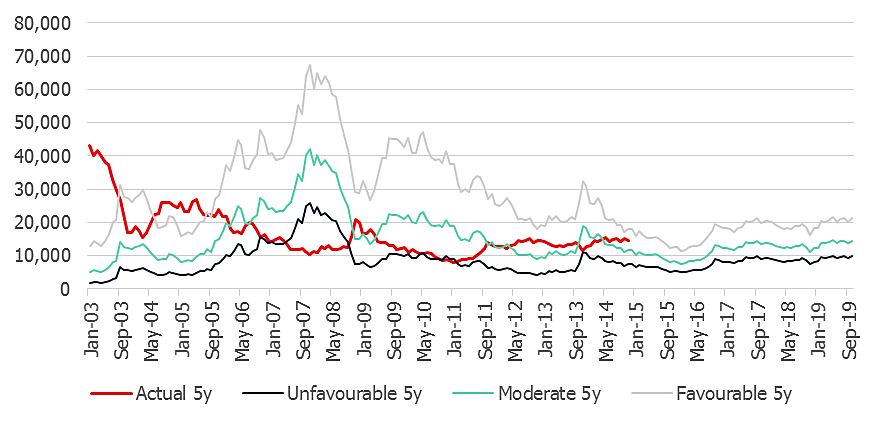 80,000
70,000
60,000
50,000
40,000
30,000
20,000
10,000
0
Jan-03
Sep-03
May-04
Jan-05
Sep-05
May-06
Jan-07
Sep-07
May-08
Jan-09
Sep-09
May-10
Jan-11
Sep-11
May-12
Jan-13
Sep-13
May-14
Jan-15
Sep-15
May-16
Jan-17
Sep-17
May-18
Jan-19
Sep-19
Actual 5y
Unfavourable 5y
Moderate 5y
Favourable 5y